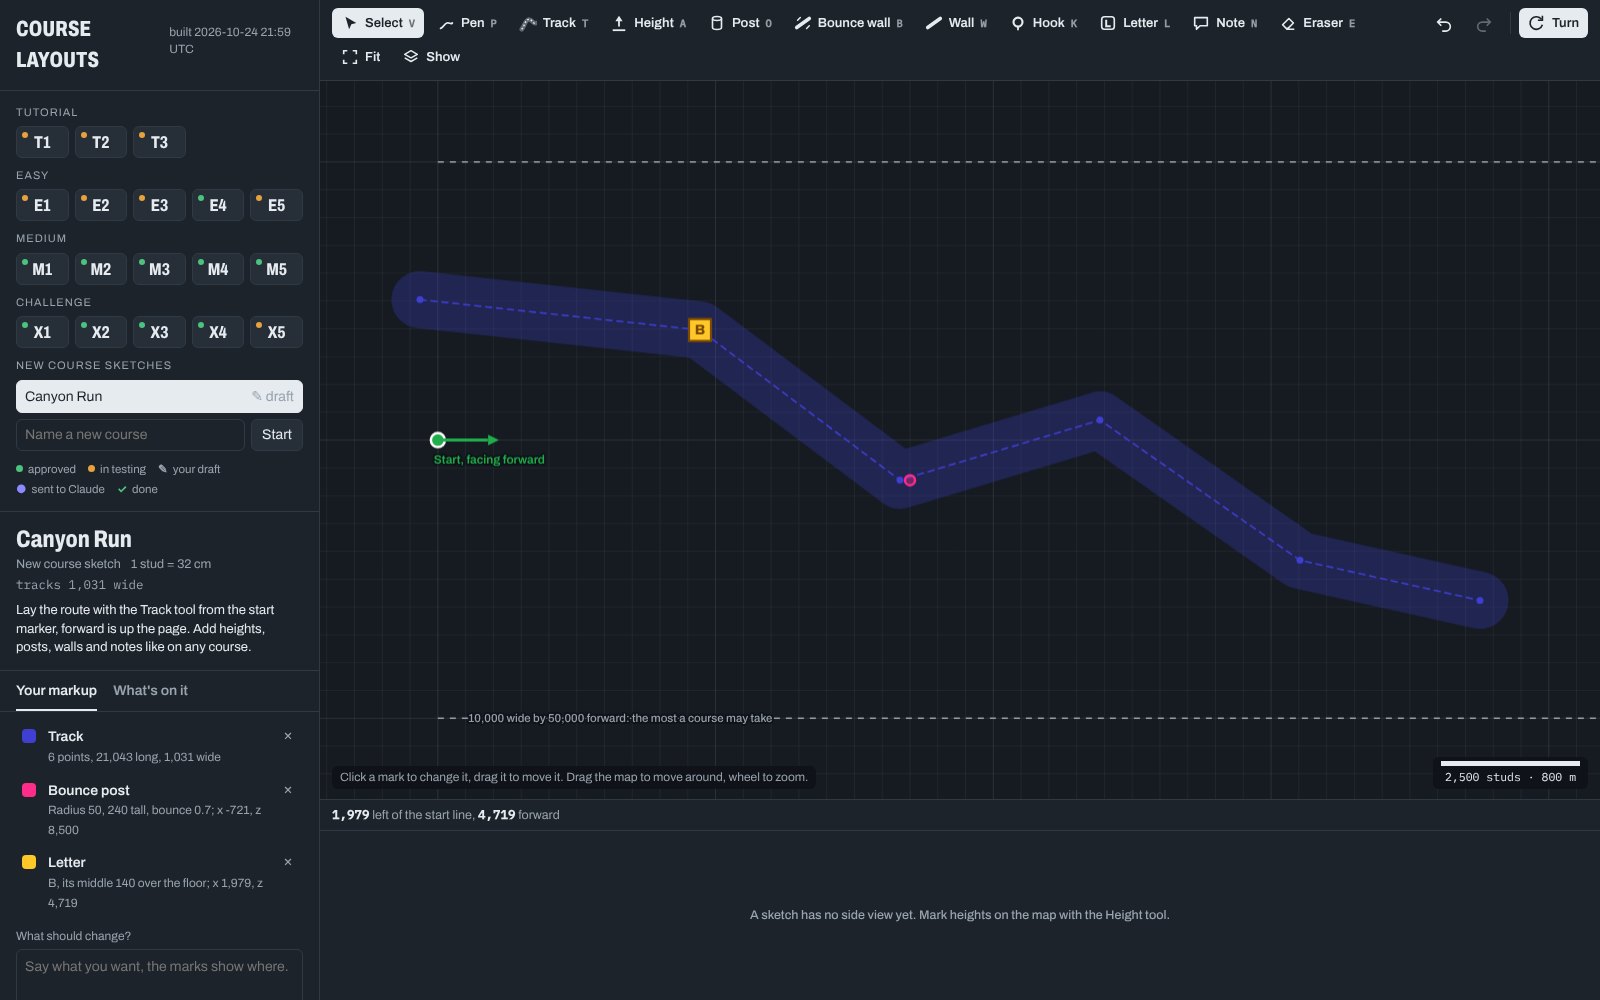 COURSE
LAYOUTS
built 2026-10-24 21:59
UTC
TUTORIAL
T1 T2 T3
EASY
E1 E2 E3 E4 E5
MEDIUM
M1 M2 M3 M4 M5
CHALLENGE
X1 X2 X3 X4 X5
NEW COURSE SKETCHES
Canyon Run ✎ draft
Name a new course Start
approved in testing ✎ your draft
sent to Claude ✓ done
Canyon Run
New course sketch 1 stud = 32 cm
tracks 1,031 wide
Lay the route with the Track tool from the start
marker, forward is up the page. Add heights,
posts, walls and notes like on any course.
Your markup What's on it
Track ×
6 points, 21,043 long, 1,031 wide
Bounce post ×
Radius 50, 240 tall, bounce 0.7; x -721, z
8,500
Letter ×
B, its middle 140 over the floor; x 1,979, z
4,719
What should change?
Say what you want, the marks show where.
Select V Pen P Track T Height A Post O Bounce wall B Wall W Hook K Letter L Note N Eraser E Turn
Fit Show
B
Start, facing forward
10,000 wide by 50,000 forward: the most a course may take
Click a mark to change it, drag it to move it. Drag the map to move around, wheel to zoom.
2,500 studs · 800 m
1,979 left of the start line, 4,719 forward
A sketch has no side view yet. Mark heights on the map with the Height tool.